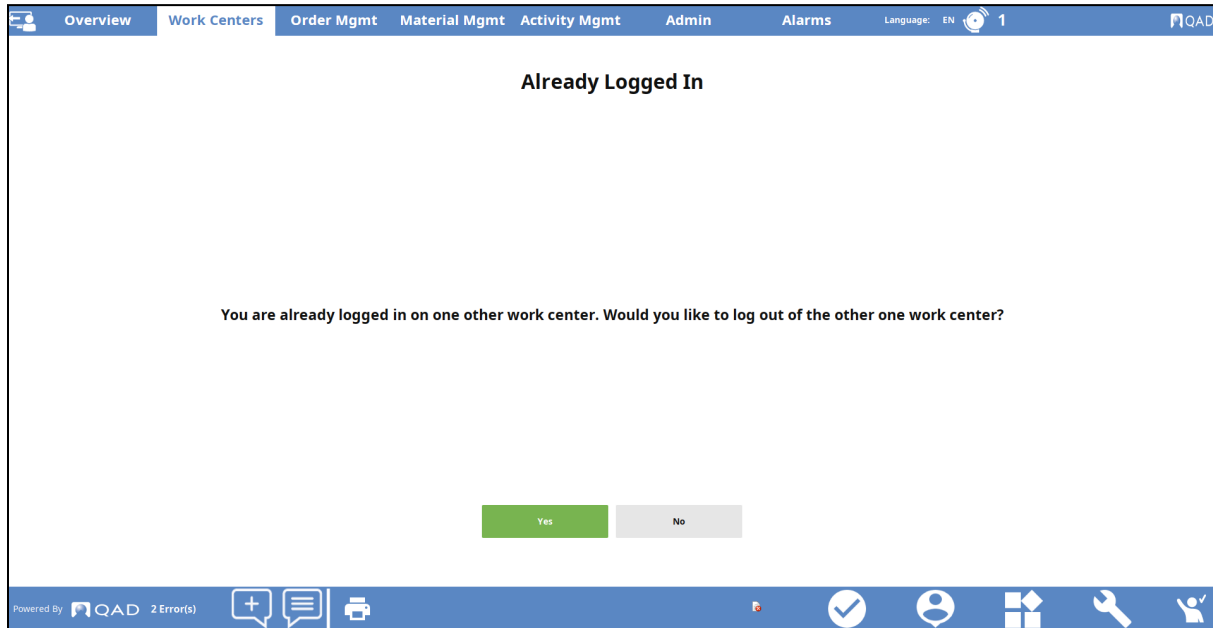 Overview Work Centers Order Mgmt Material Mgmt Activity Mgmt Admin Alarms Language: EN 1 QAD
Already Logged In
You are already logged in on one other work center. Would you like to log out of the other one work center?
Yes No
Powered By QAD 2 Error(s)